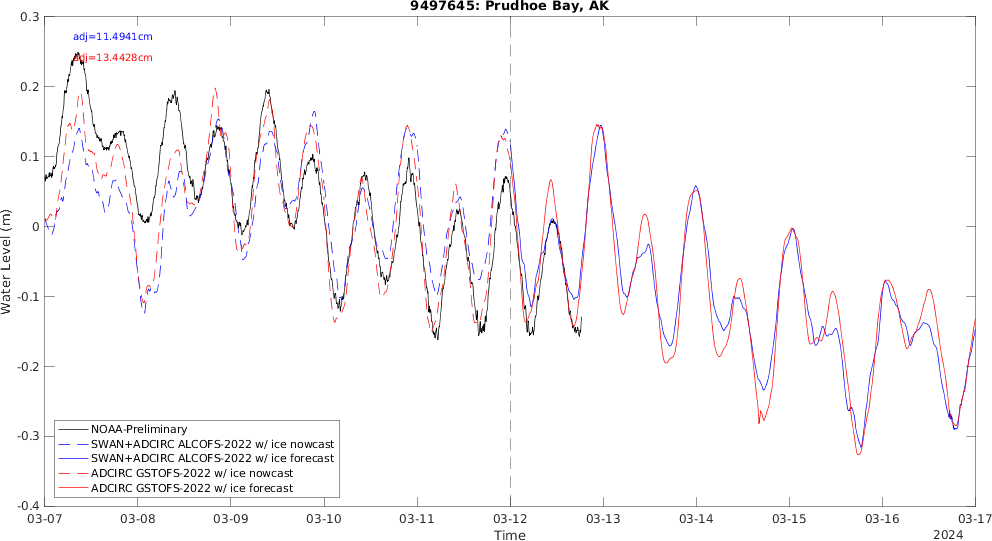 9497645: Prudhoe Bay, AK
adj=11.4941cm
adj=13.4428cm
0.3
0.2
0.1
0
-0.1
-0.2
-0.3
-0.4
Water Level (m)
NOAA-Preliminary
SWAN+ADCIRC ALCOFS-2022 w/ ice nowcast
SWAN+ADCIRC ALCOFS-2022 w/ ice forecast
ADCIRC GSTOFS-2022 w/ ice nowcast
ADCIRC GSTOFS-2022 w/ ice forecast
03-07 03-08 03-09 03-10 03-11 03-12 03-13 03-14 03-15 03-16 03-17
Time
2024